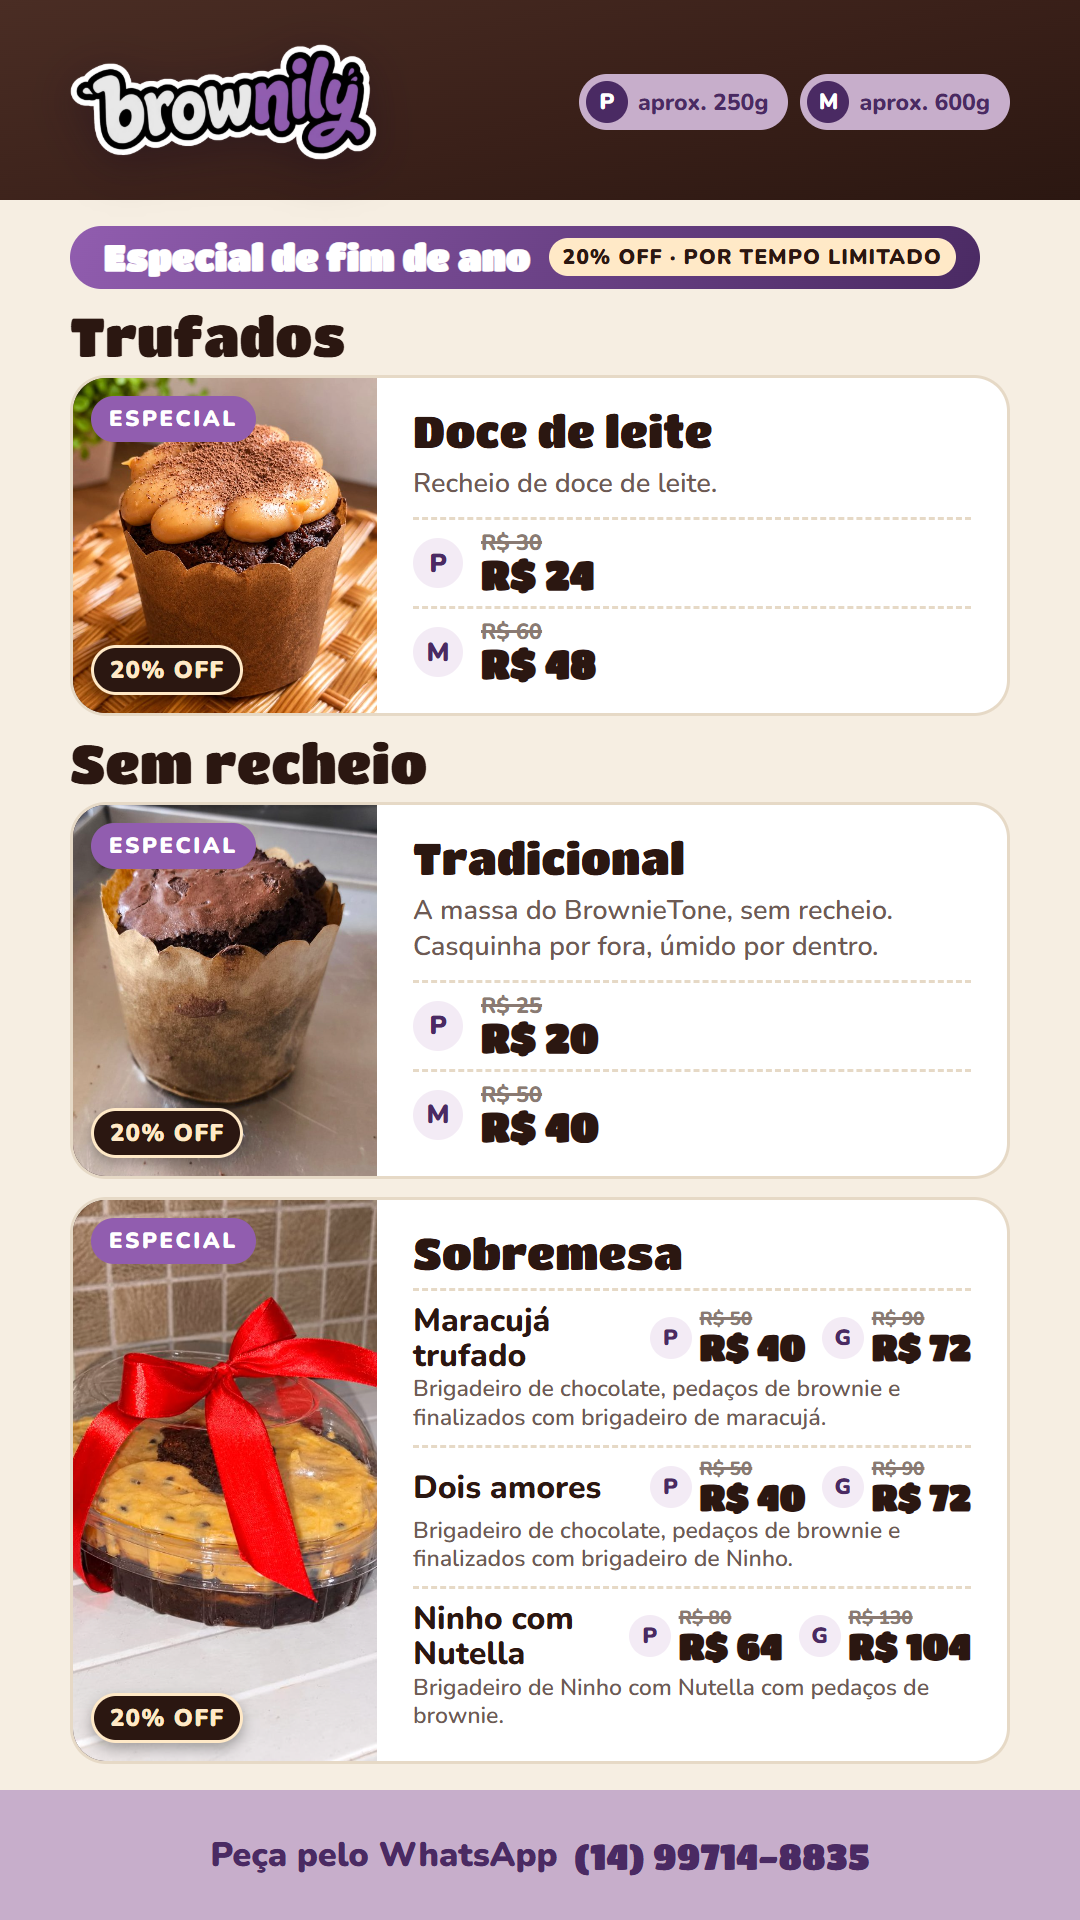 brownily
P aprox. 250g M aprox. 600g
Especial de fim de ano 20% OFF · POR TEMPO LIMITADO
Trufados
ESPECIAL
20% OFF
Doce de leite
Recheio de doce de leite.
P R$ 30
R$ 24
M R$ 60
R$ 48
Sem recheio
ESPECIAL
20% OFF
Tradicional
A massa do BrownieTone, sem recheio.
Casquinha por fora, úmido por dentro.
P R$ 25
R$ 20
M R$ 50
R$ 40
ESPECIAL
20% OFF
Sobremesa
Maracujá
trufado
P R$ 50
R$ 40
G R$ 90
R$ 72
Brigadeiro de chocolate, pedaços de brownie e
finalizados com brigadeiro de maracujá.
Dois amores
P R$ 50
R$ 40
G R$ 90
R$ 72
Brigadeiro de chocolate, pedaços de brownie e
finalizados com brigadeiro de Ninho.
Ninho com
Nutella
P R$ 80
R$ 64
G R$ 130
R$ 104
Brigadeiro de Ninho com Nutella com pedaços de
brownie.
Peça pelo WhatsApp (14) 99714-8835